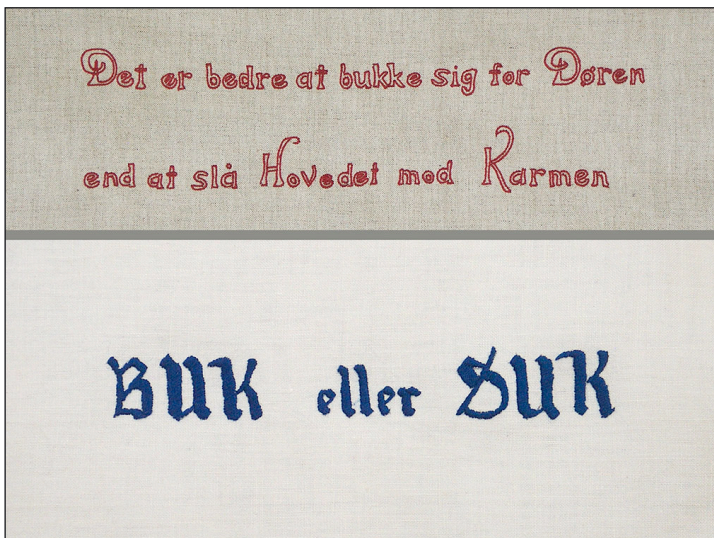 Det er bedre at bukke sig for Døren
end at slå Hovedet mod Karmen
BUK eller SUK